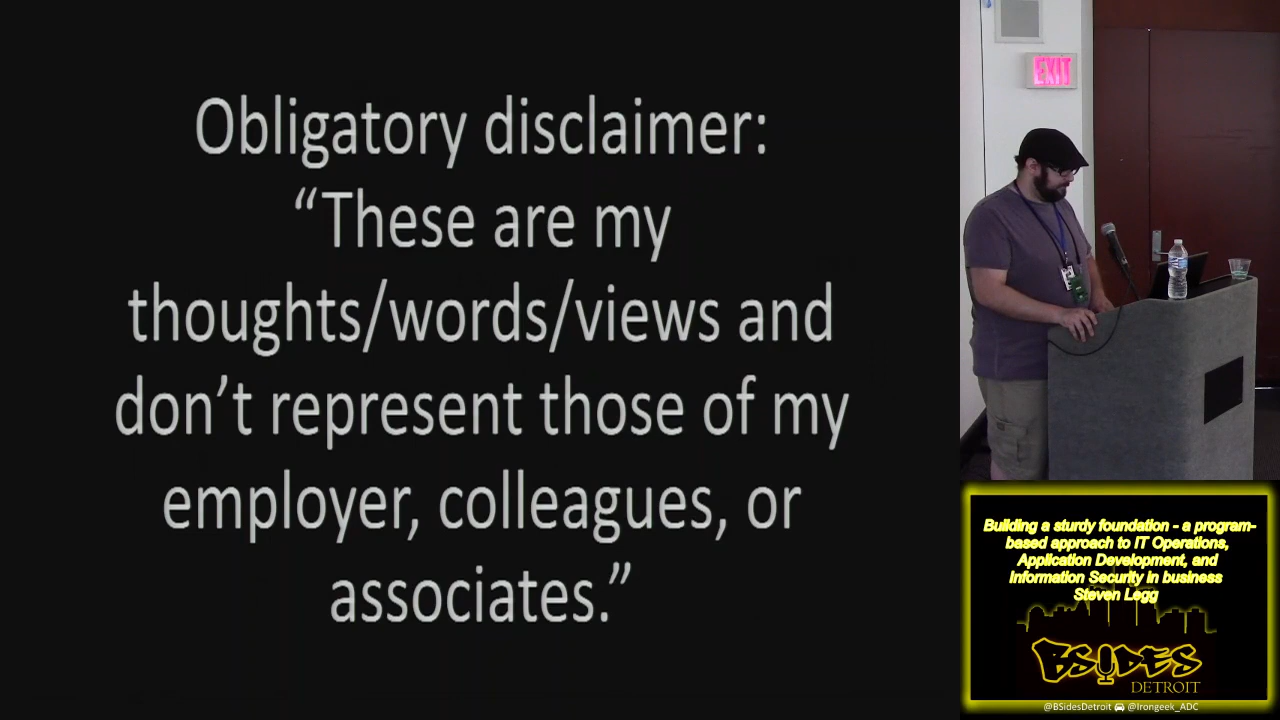 Obligatory disclaimer:
“These are my
thoughts/words/views and
don’t represent those of my
employer, colleagues, or
associates.”
EXIT
Building a sturdy foundation - a program-
based approach to IT Operations,
Application Development, and
Information Security in business
Steven Legg
BSIDES
DETROIT
@BSidesDetroit @Irongeek_ADC